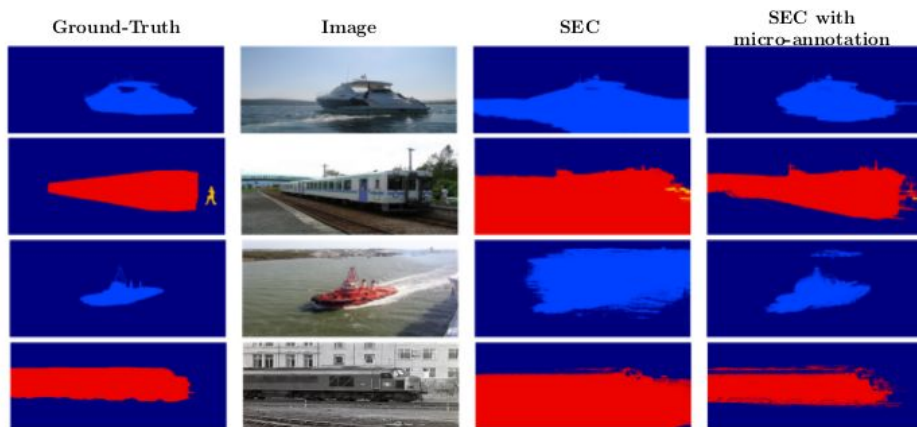 Ground-Truth
Image
SEC
SEC with
micro-annotation